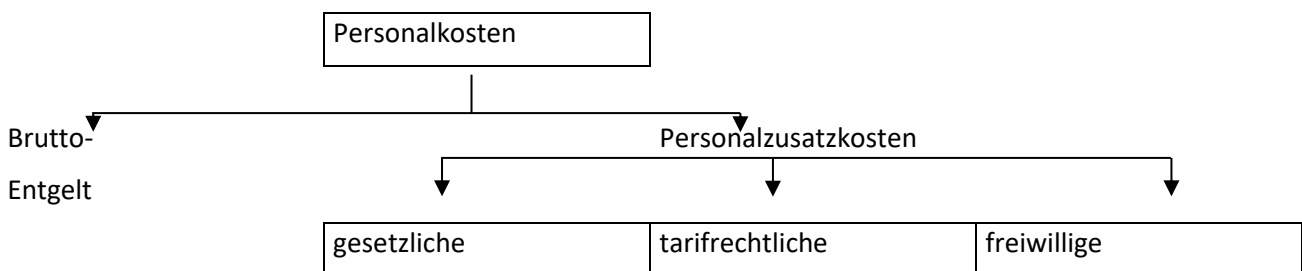 Personalkosten
Brutto- Personalzusatzkosten
Entgelt
gesetzliche tarifrechtliche freiwillige